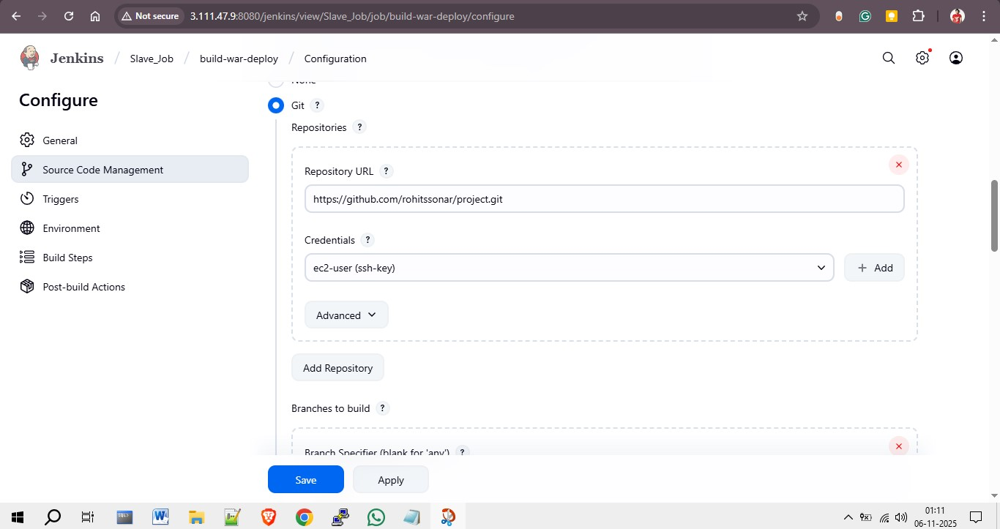 Not secure
3.111.47.9:8080/jenkins/view/Slave_Job/job/build-war-deploy/configure
Jenkins / Slave_Job / build-war-deploy / Configuration
Configure
General
Source Code Management
Triggers
Environment
Build Steps
Post-build Actions
None
Git ?
Repositories ?
Repository URL ?
https://github.com/rohitssonar/project.git
Credentials ?
ec2-user (ssh-key)
+ Add
Advanced
Add Repository
Branches to build ?
Branch Specifier (blank for 'any') ?
Save
Apply
01:11
06-11-2025